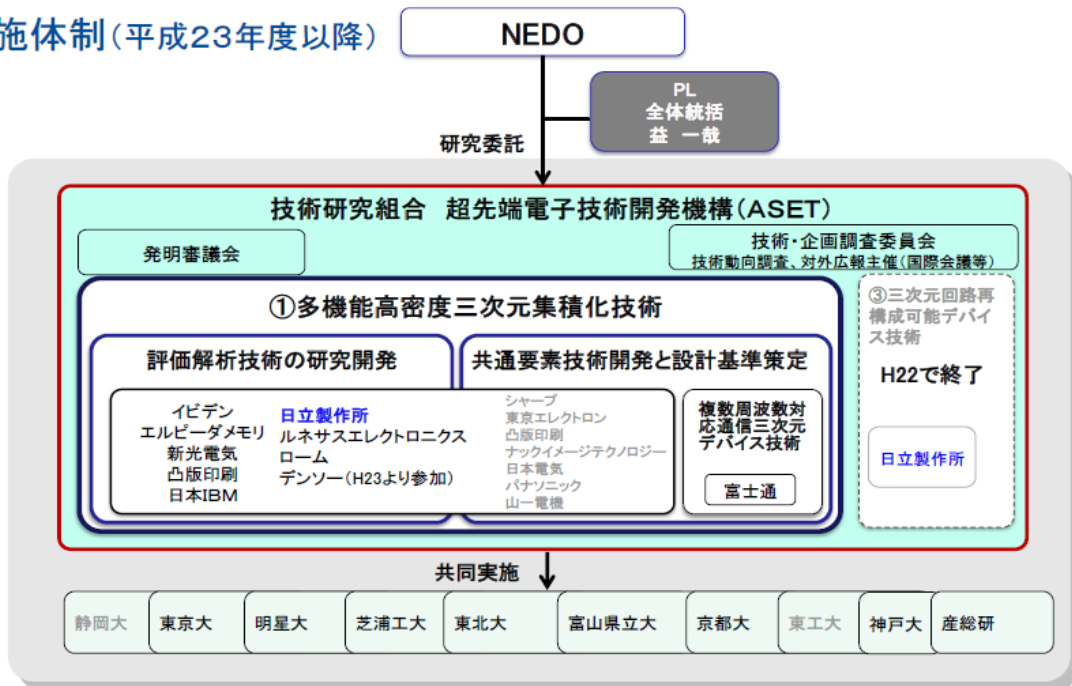 施体制(平成23年度以降)
NEDO
PL
全体統括
益 一哉
研究委託
技術研究組合 超先端電子技術開発機構(ASET)
発明審議会
技術・企画調査委員会
技術動向調査、対外広報主催(国際会議等)
①多機能高密度三次元集積化技術
評価解析技術の研究開発
共通要素技術開発と設計基準策定
イビデン
エルピーダメモリ
新光電気
凸版印刷
日本IBM
日立製作所
ルネサスエレクトロニクス
ローム
デンソー(H23より参加)
シャープ
東京エレクトロン
凸版印刷
ナックイメージテクノロジー
日本電気
パナソニック
山一電機
複数周波数対
応通信三次元
デバイス技術
富士通
③三次元回路再
構成可能デバイ
ス技術
H22で終了
日立製作所
共同実施
静岡大
東京大
明星大
芝浦工大
東北大
富山県立大
京都大
東工大
神戸大
産総研